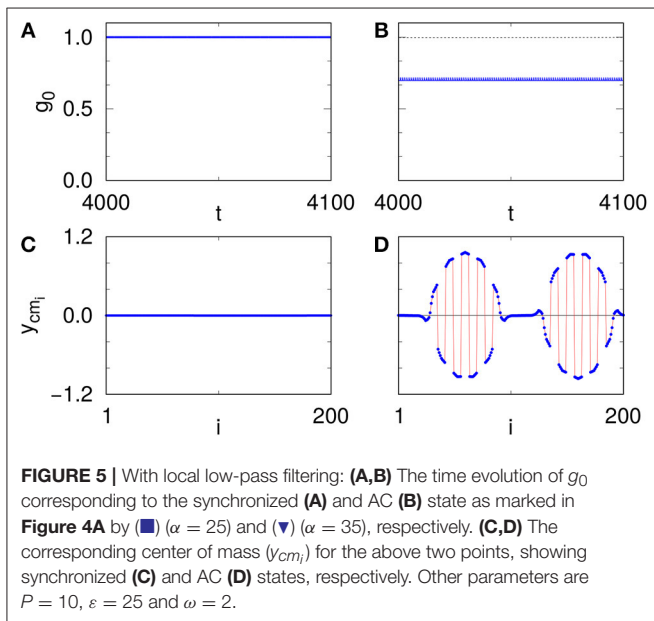 A
B
1.0
0.5
0.0
g0
4000
t
4100
4000
t
4100
C
D
1.2
0.0
−1.2
ycmi
1
i
200
1
i
200
FIGURE 5 | With local low-pass filtering: (A,B) The time evolution of g0
corresponding to the synchronized (A) and AC (B) state as marked in
Figure 4A by (■) (α = 25) and (▼) (α = 35), respectively. (C,D) The
corresponding center of mass (ycmi) for the above two points, showing
synchronized (C) and AC (D) states, respectively. Other parameters are
P = 10, ε = 25 and ω = 2.